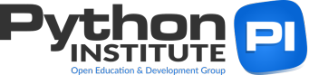 Python
INSTITUTE
Open Education & Development Group
PI